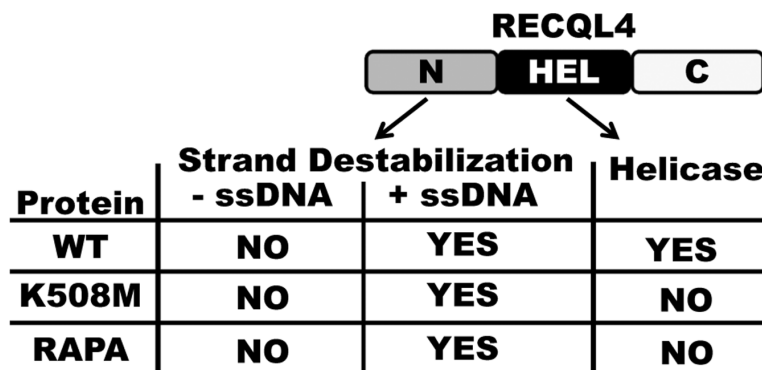 RECQL4
N HEL C
Strand Destabilization Helicase
Protein - ssDNA + ssDNA
WT NO YES YES
K508M NO YES NO
RAPA NO YES NO